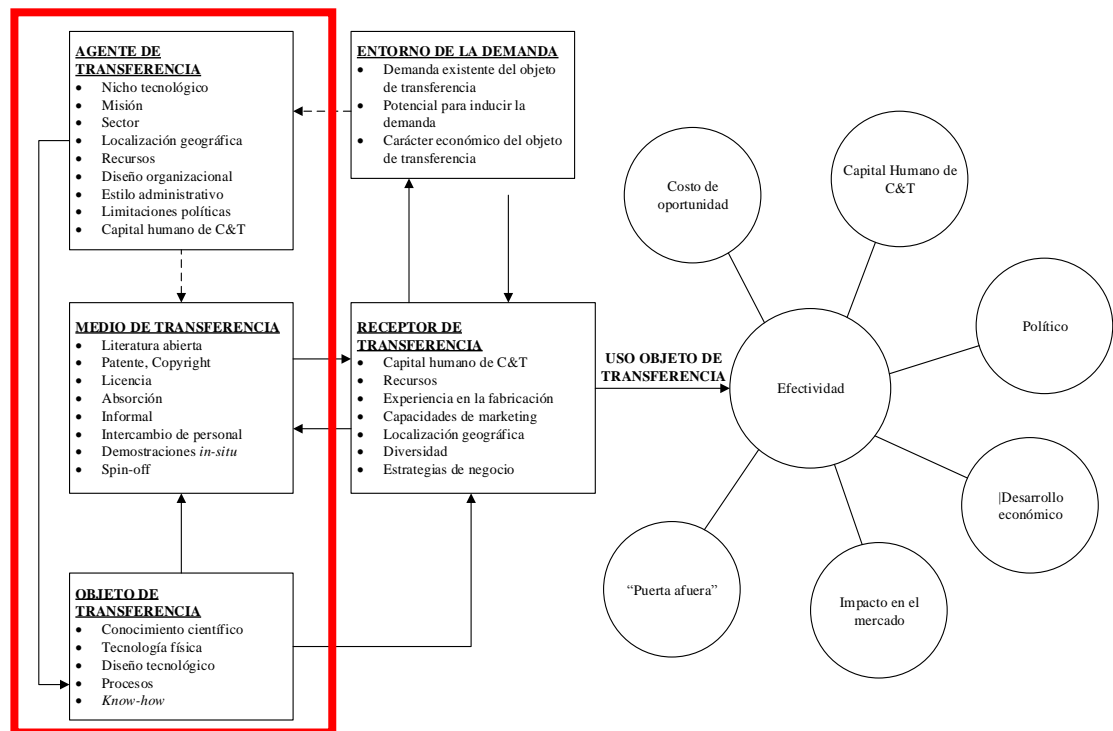 AGENTE DE
TRANSFERENCIA
• Nicho tecnológico
• Misión
• Sector
• Localización geográfica
• Recursos
• Diseño organizacional
• Estilo administrativo
• Limitaciones políticas
• Capital humano de C&T
ENTORNO DE LA DEMANDA
• Demanda existente del objeto
de transferencia
• Potencial para inducir la
demanda
• Carácter económico del objeto
de transferencia
MEDIO DE TRANSFERENCIA
• Literatura abierta
• Patente, Copyright
• Licencia
• Absorción
• Informal
• Intercambio de personal
• Demostraciones in-situ
• Spin-off
RECEPTOR DE
TRANSFERENCIA
• Capital humano de C&T
• Recursos
• Experiencia en la fabricación
• Capacidades de marketing
• Localización geográfica
• Diversidad
• Estrategias de negocio
OBJETO DE
TRANSFERENCIA
• Conocimiento científico
• Tecnología física
• Diseño tecnológico
• Procesos
• Know-how
USO OBJETO DE
TRANSFERENCIA
Efectividad
Costo de
oportunidad
Capital Humano de
C&T
Político
|Desarrollo
económico
Impacto en el
mercado
“Puerta afuera”